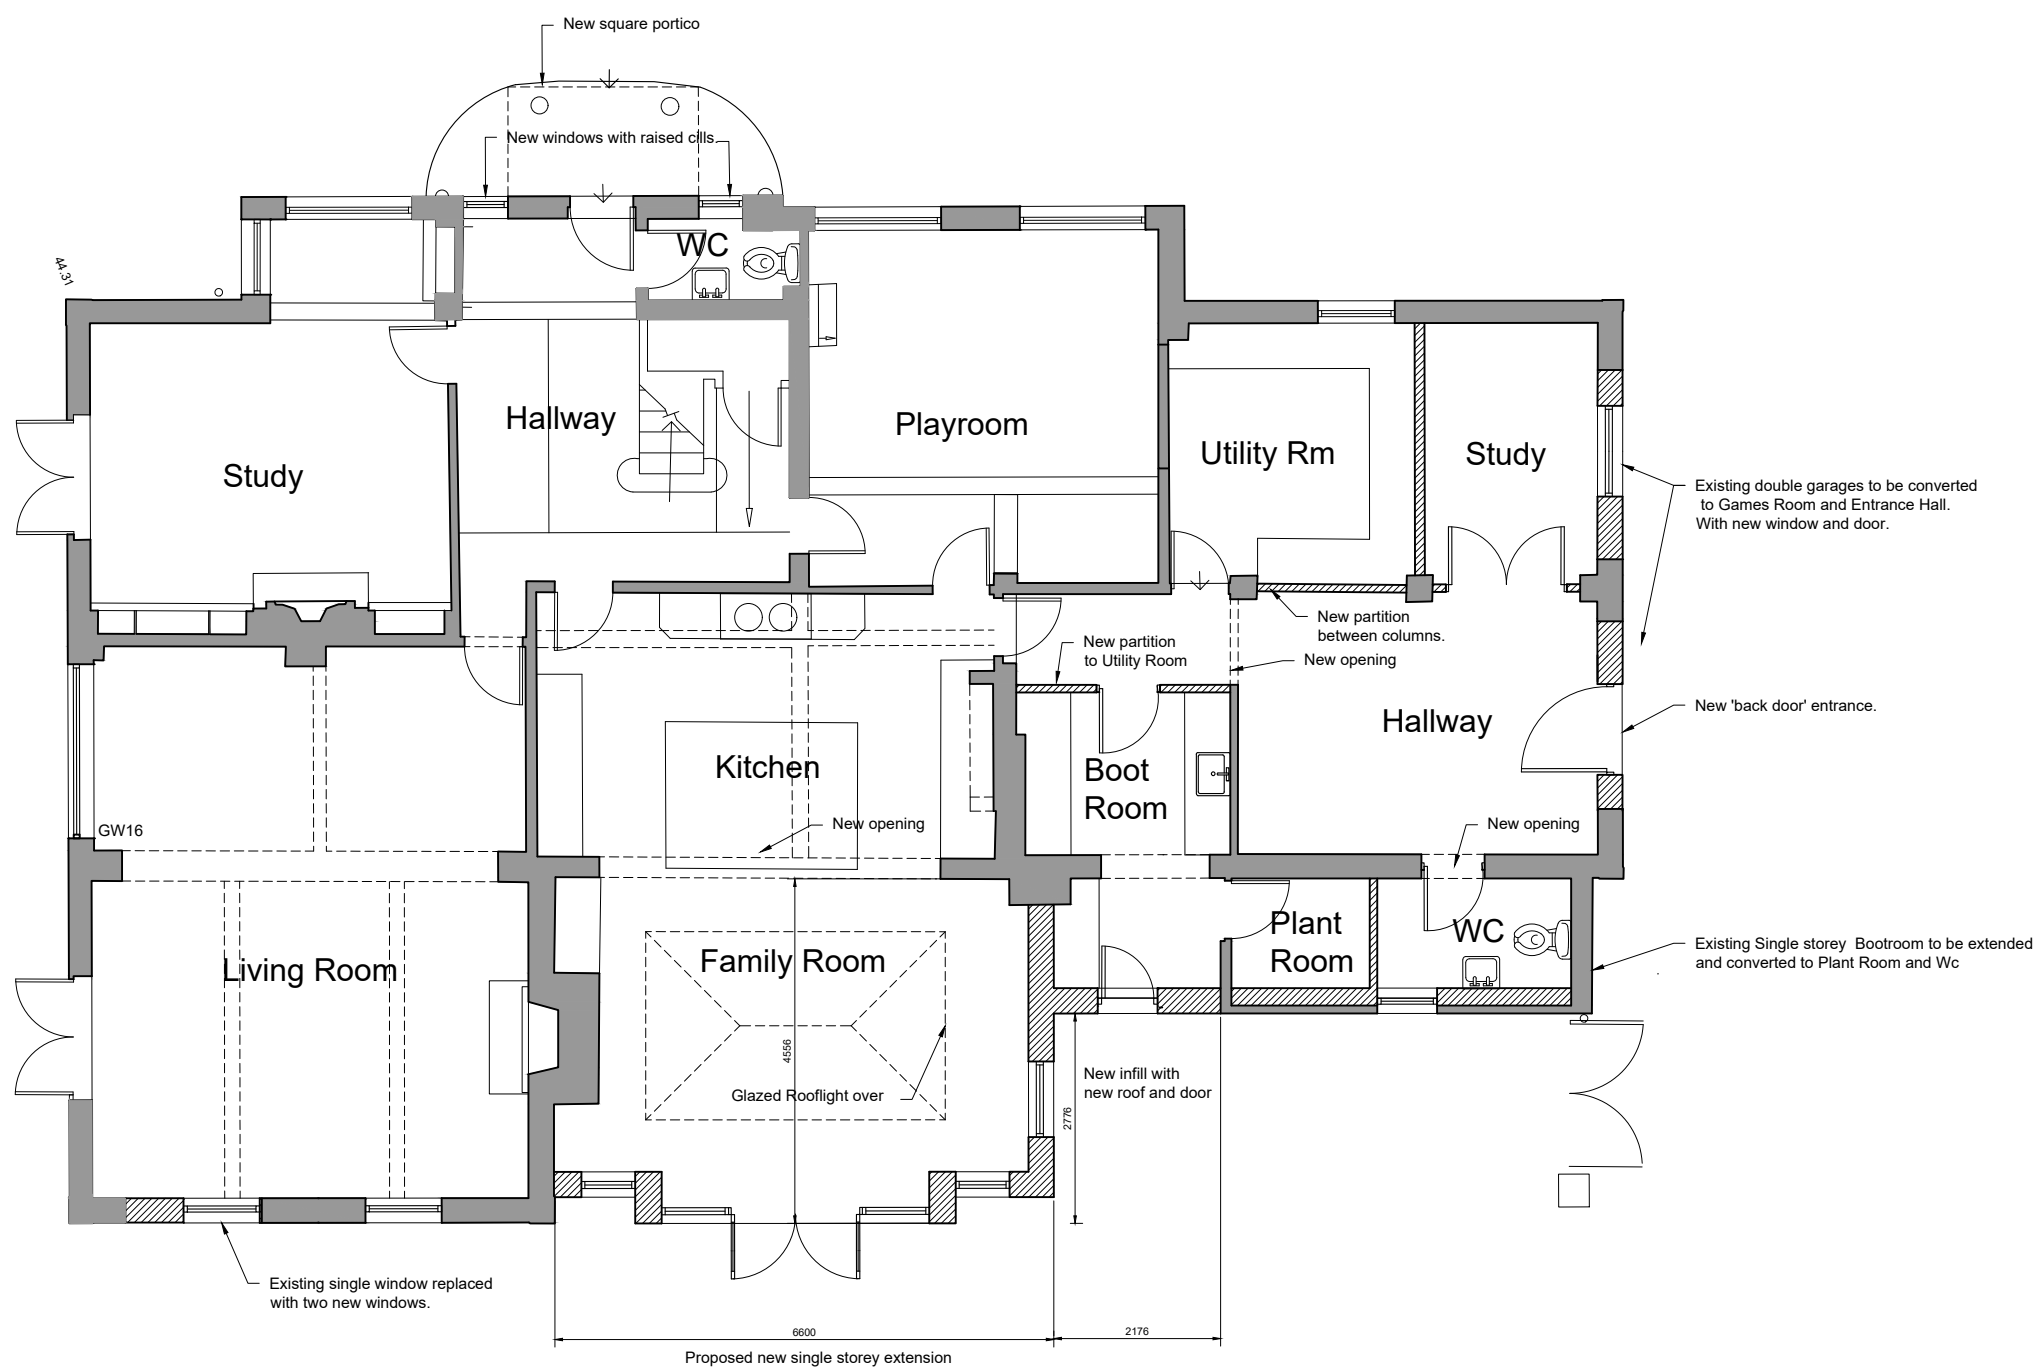 New square portico
New windows with raised cills.
WC
44.31
Hallway
Playroom
Study
Utility Rm
Study
Existing double garages to be converted
to Games Room and Entrance Hall.
With new window and door.
New partition
between columns.
New partition
to Utility Room
New opening
New 'back door' entrance.
Hallway
Kitchen
Boot
Room
GW16
New opening
New opening
Plant
Room
WC
Existing Single storey Bootroom to be extended
and converted to Plant Room and Wc
Living Room
Family Room
4556
Glazed Rooflight over
2776
New infill with
new roof and door
Existing single window replaced
with two new windows.
6600
2176
Proposed new single storey extension